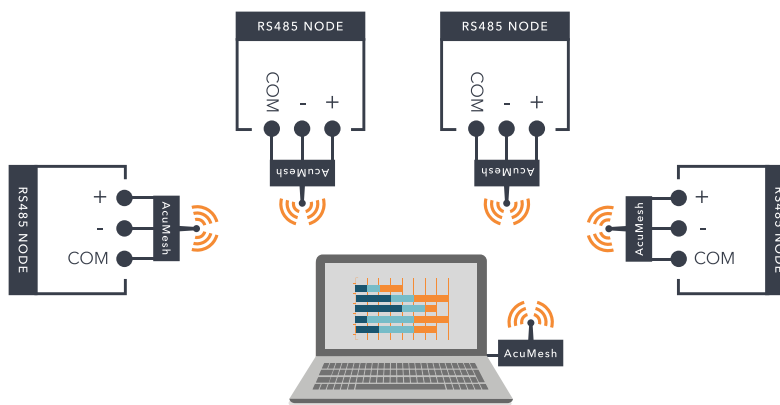 RS485 NODE
COM
-
+
AcuMesh
RS485 NODE
COM
-
+
AcuMesh
RS485 NODE
+
-
COM
AcuMesh
RS485 NODE
+
-
COM
AcuMesh
AcuMesh